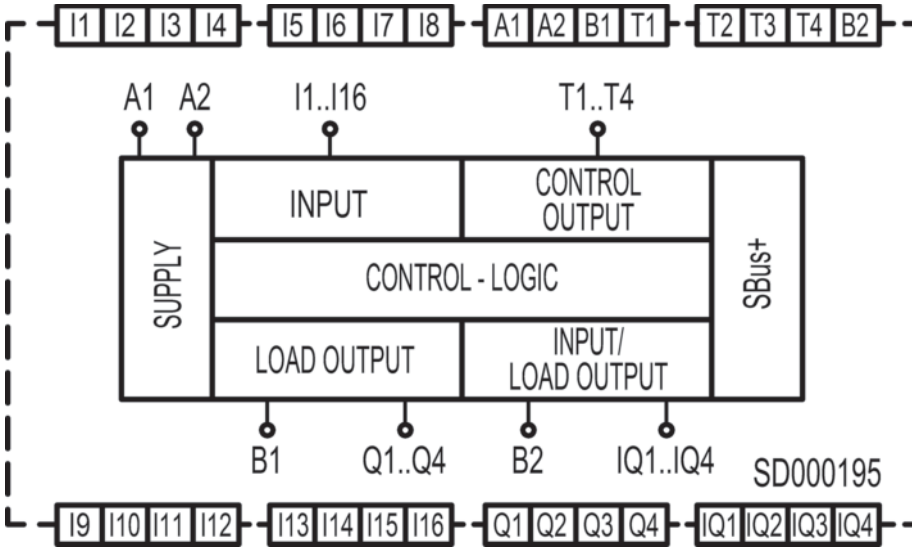 I1 I2 I3 I4 I5 I6 I7 I8 A1 A2 B1 T1 T2 T3 T4 B2
A1 A2 I1..I16 T1..T4
INPUT
CONTROL
OUTPUT
SUPPLY
CONTROL - LOGIC
SBus+
LOAD OUTPUT
INPUT/
LOAD OUTPUT
B1 Q1..Q4 B2 IQ1..IQ4
SD000195
I9 I10 I11 I12 I13 I14 I15 I16 Q1 Q2 Q3 Q4 IQ1 IQ2 IQ3 IQ4